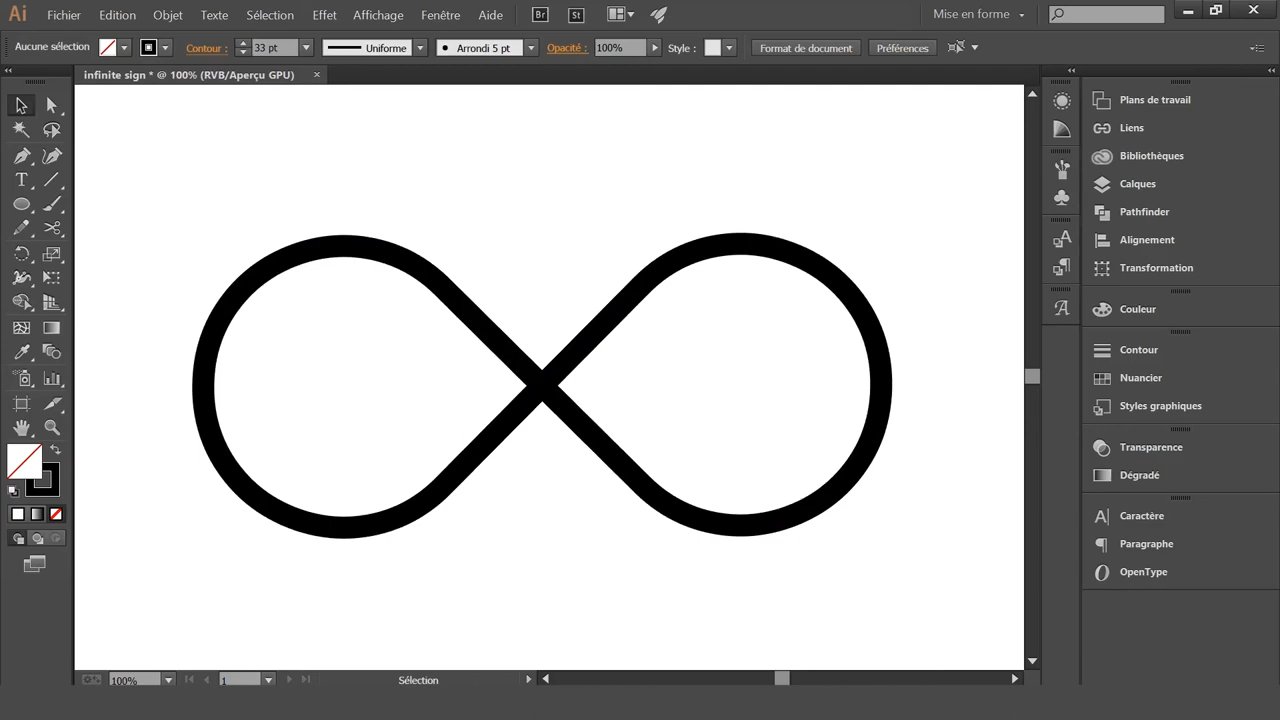 Ai Fichier Edition Objet Texte Sélection Effet Affichage Fenêtre Aide Br St Mise en forme
Aucune sélection Contour : 33 pt Uniforme Arrondi 5 pt Opacité : 100% Style : Format de document Préférences
infinite sign * @ 100% (RVB/Aperçu GPU) ×
Plans de travail
Liens
Bibliothèques
Calques
Pathfinder
Alignement
Transformation
Couleur
Contour
Nuancier
Styles graphiques
Transparence
Dégradé
Caractère
Paragraphe
OpenType
100% 1 Sélection